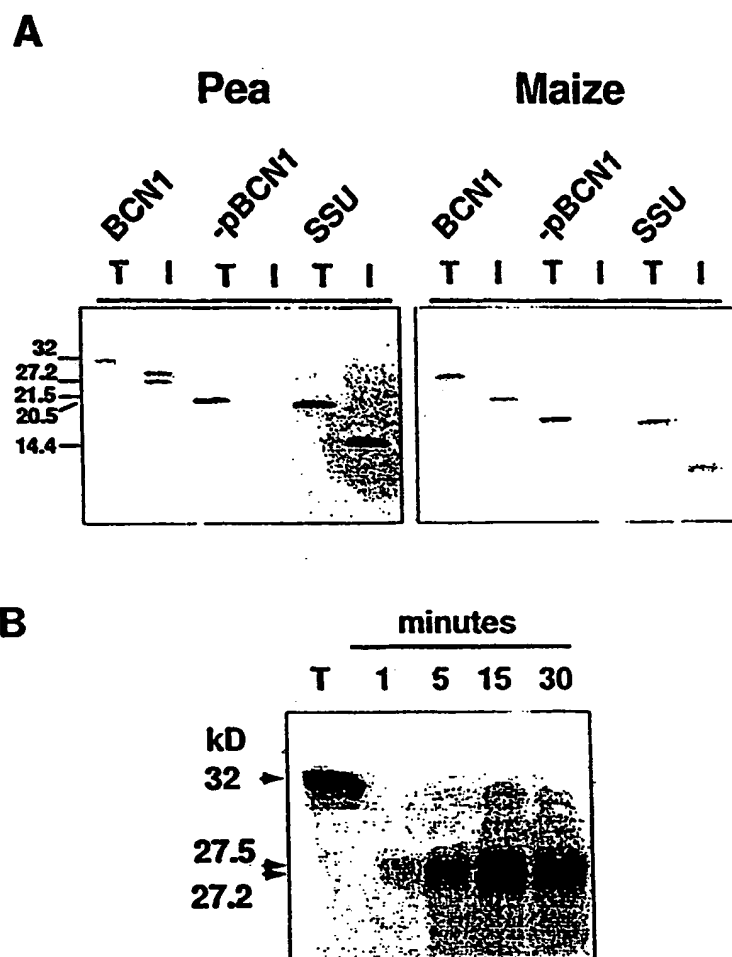 A
Pea Maize
BCN1 -pBCN1 SSU BCN1 -pBCN1 SSU
T I T I T I T I T I T I
32
27.2
21.5
20.5
14.4
B
minutes
T 1 5 15 30
kD
32
27.5
27.2